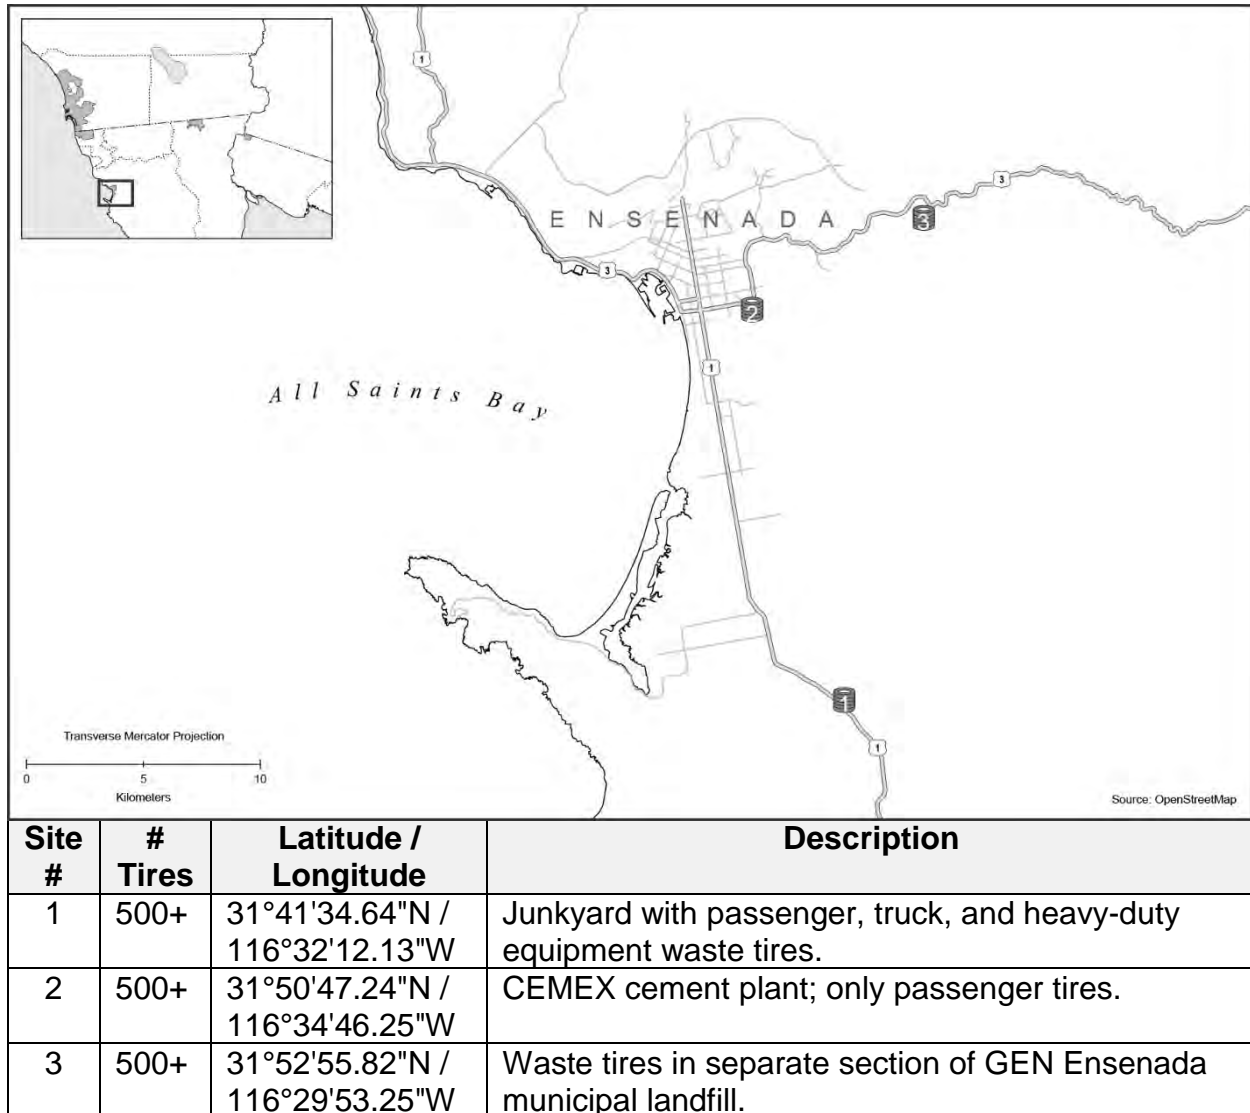 1
3
ENSENADA
3
3
2
1
All Saints Bay
1
1
Transverse Mercator Projection
0 5 10
Kilometers
Source: OpenStreetMap
Site # | # Tires | Latitude / Longitude | Description
1 | 500+ | 31°41'34.64"N / 116°32'12.13"W | Junkyard with passenger, truck, and heavy-duty equipment waste tires.
2 | 500+ | 31°50'47.24"N / 116°34'46.25"W | CEMEX cement plant; only passenger tires.
3 | 500+ | 31°52'55.82"N / 116°29'53.25"W | Waste tires in separate section of GEN Ensenada municipal landfill.